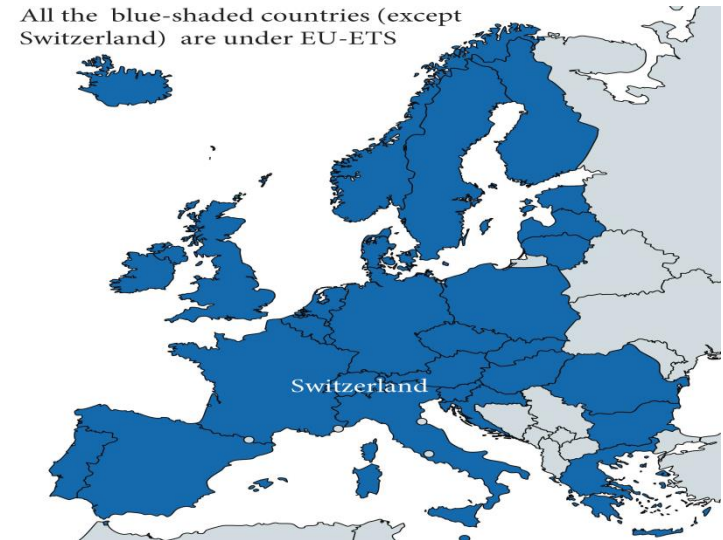 All the blue-shaded countries (except
Switzerland) are under EU-ETS
Switzerland